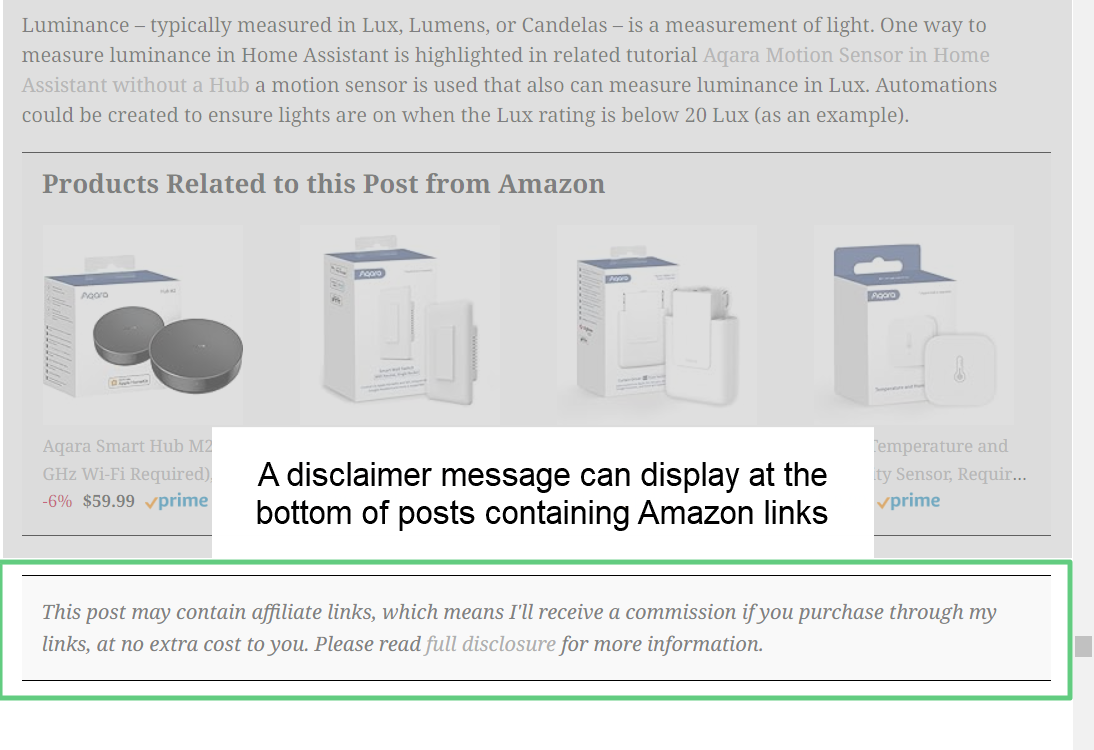 Luminance – typically measured in Lux, Lumens, or Candelas – is a measurement of light. One way to
measure luminance in Home Assistant is highlighted in related tutorial Aqara Motion Sensor in Home
Assistant without a Hub a motion sensor is used that also can measure luminance in Lux. Automations
could be created to ensure lights are on when the Lux rating is below 20 Lux (as an example).
Products Related to this Post from Amazon
Aqara
Aqara
Aqara
Aqara
Aqara Smart Hub M2
GHz Wi-Fi Required),
-6% $59.99 prime
Temperature and
ty Sensor, Requir...
prime
A disclaimer message can display at the
bottom of posts containing Amazon links
This post may contain affiliate links, which means I'll receive a commission if you purchase through my
links, at no extra cost to you. Please read full disclosure for more information.